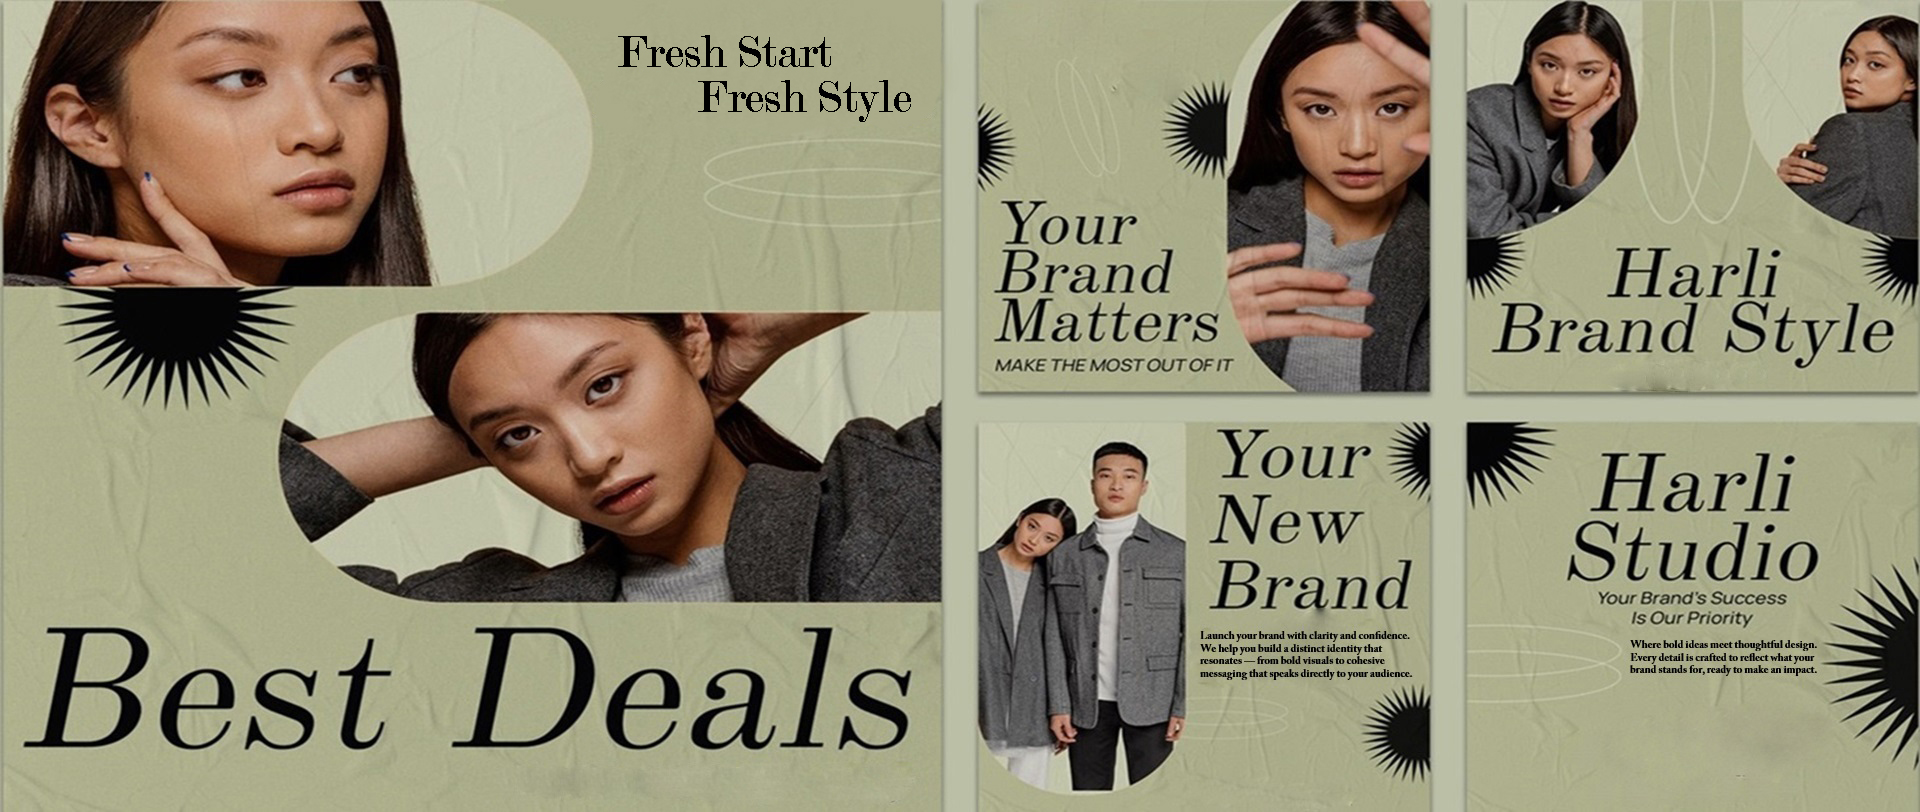 Fresh Start
Fresh Style
Best Deals
Your
Brand
Matters
MAKE THE MOST OUT OF IT
Harli
Brand Style
Your
New
Brand
Launch your brand with clarity and confidence.
We help you build a distinct identity that
resonates — from bold visuals to cohesive
messaging that speaks directly to your audience.
Harli
Studio
Your Brand's Success
Is Our Priority
Where bold ideas meet thoughtful design.
Every detail is crafted to reflect what your
brand stands for, ready to make an impact.